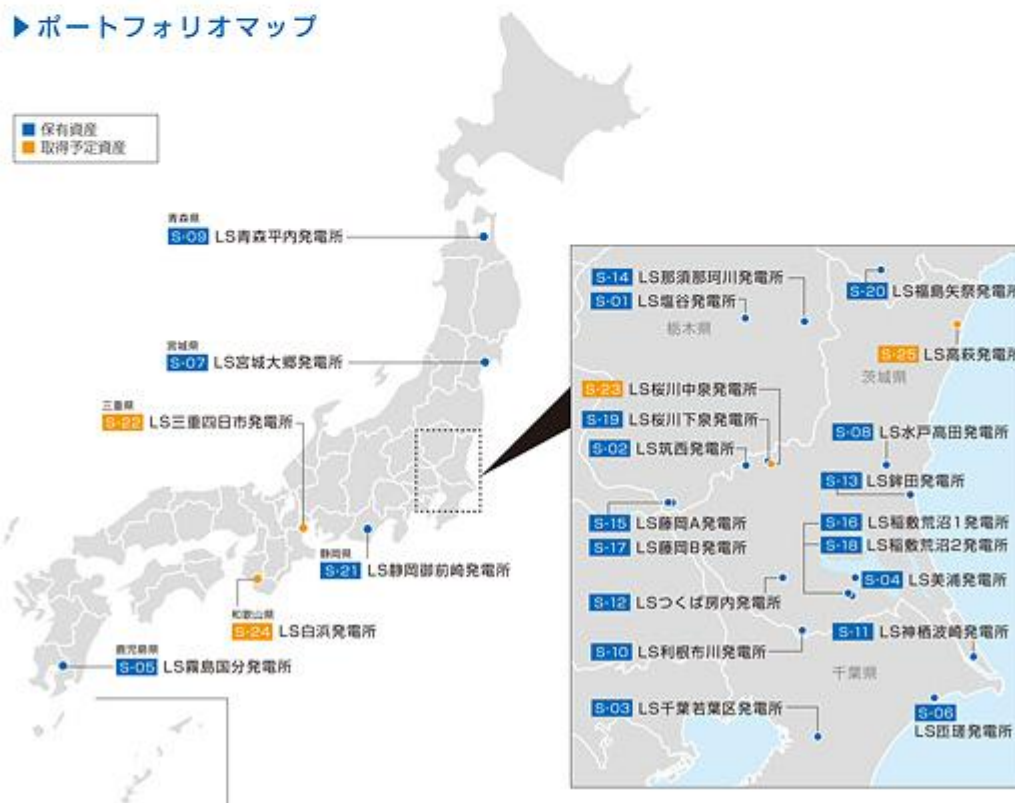 ▶ポートフォリオマップ
保有資産
取得予定資産
青森県
S-09 LS青森平内発電所
宮城県
S-07 LS宮城大郷発電所
三重県
S-22 LS三重四日市発電所
静岡県
S-21 LS静岡御前崎発電所
和歌山県
S-24 LS白浜発電所
鹿児島県
S-05 LS霧島国分発電所
S-14 LS那須那珂川発電所
S-01 LS塩谷発電所
栃木県
S-20 LS福島矢祭発電所
S-25 LS高萩発電所
茨城県
S-23 LS桜川中泉発電所
S-19 LS桜川下泉発電所
S-02 LS筑西発電所
S-08 LS水戸高田発電所
S-13 LS鉾田発電所
S-15 LS藤岡A発電所
S-17 LS藤岡B発電所
S-16 LS稲敷荒沼1発電所
S-18 LS稲敷荒沼2発電所
S-04 LS美浦発電所
S-12 LSつくば房内発電所
S-11 LS神栖波崎発電所
S-10 LS利根布川発電所
千葉県
S-03 LS千葉若葉区発電所
S-06
LS匝瑳発電所